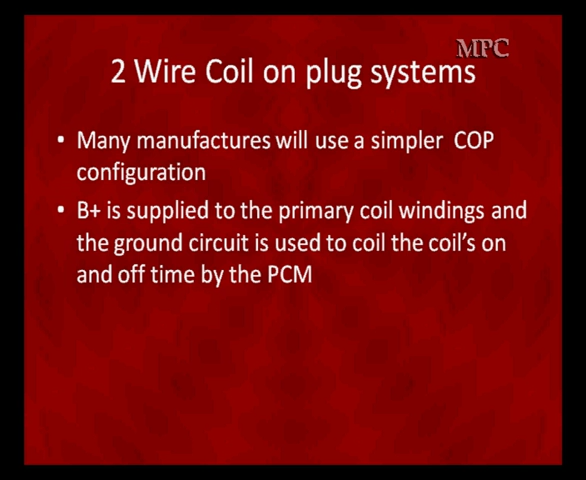 MPC
2 Wire Coil on plug systems
• Many manufactures will use a simpler COP
configuration
• B+ is supplied to the primary coil windings and
the ground circuit is used to coil the coil's on
and off time by the PCM